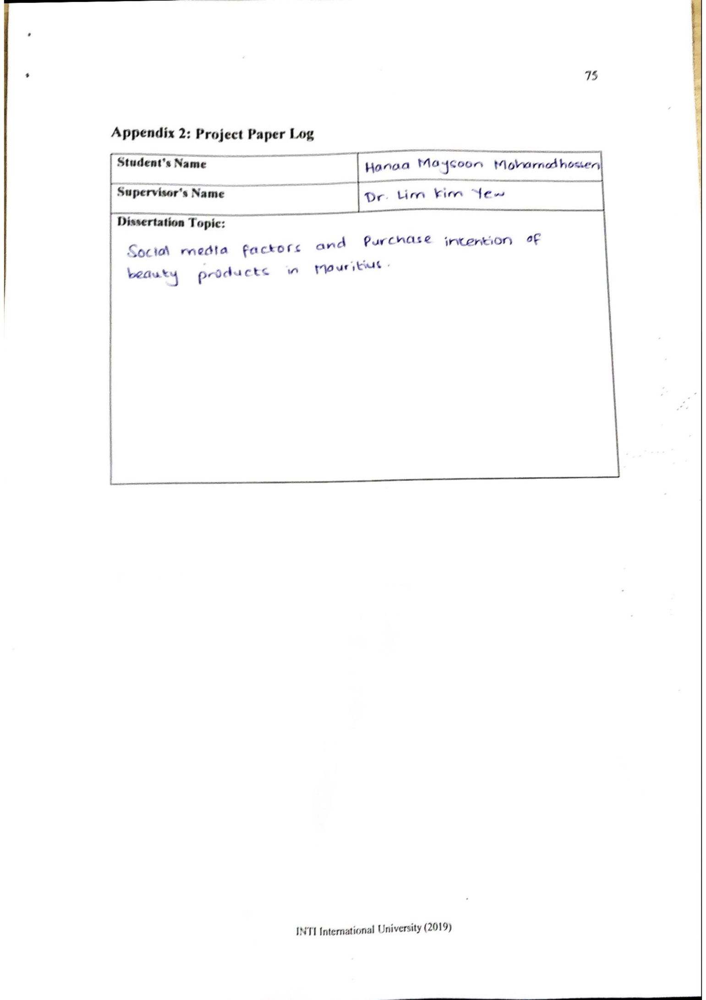 75
Appendix 2: Project Paper Log
Student's Name Hanaa Maysoon Mohamodhossen
Supervisor's Name Dr. Lim Kim Yew
Dissertation Topic:
Social media factors and Purchase intention of
beauty products in Mauritius.
INTI International University (2019)